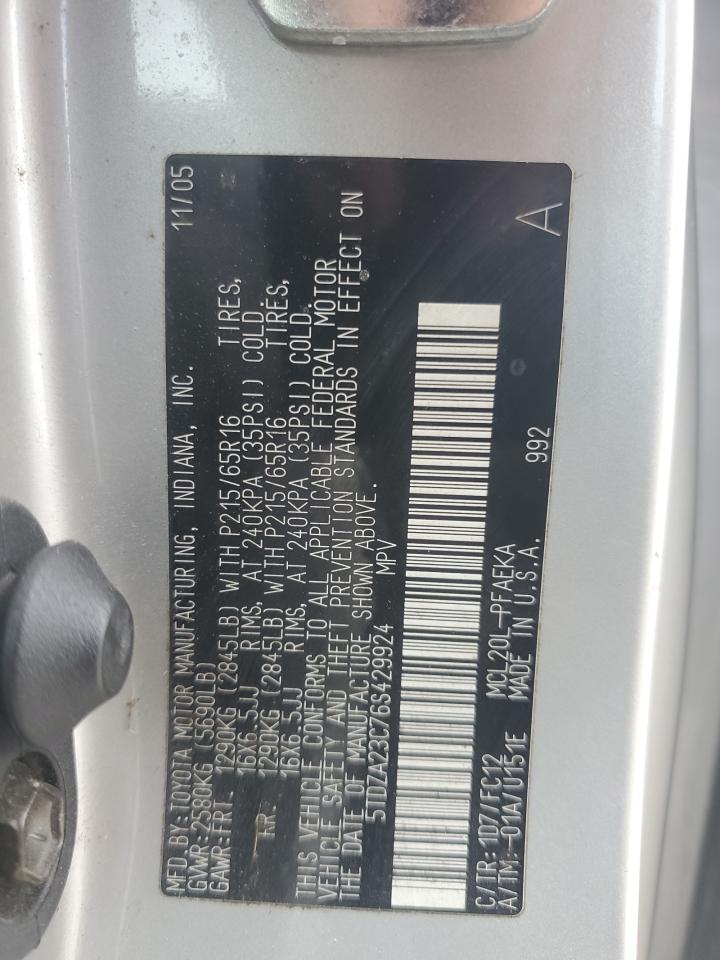 MFD. BY: TOYOTA MOTOR MANUFACTURING, INDIANA, INC. 11/05
GVWR: 2580KG (5690LB)
GAWR: FRT - 1290KG (2845LB) WITH P215/65R16 TIRES,
16X6.5JJ RIMS, AT 240KPA (35PSI) COLD.
RR - 1290KG (2845LB) WITH P215/65R16 TIRES,
16X6.5JJ RIMS, AT 240KPA (35PSI) COLD.
THIS VEHICLE CONFORMS TO ALL APPLICABLE FEDERAL MOTOR
VEHICLE SAFETY AND THEFT PREVENTION STANDARDS IN EFFECT ON
THE DATE OF MANUFACTURE SHOWN ABOVE.
5TDZA23C76S429924 MPV
C/TR: 1D7/FC12 MCL20L-PFAEKA 992 A
A/TM: -01A/U151E MADE IN U.S.A.